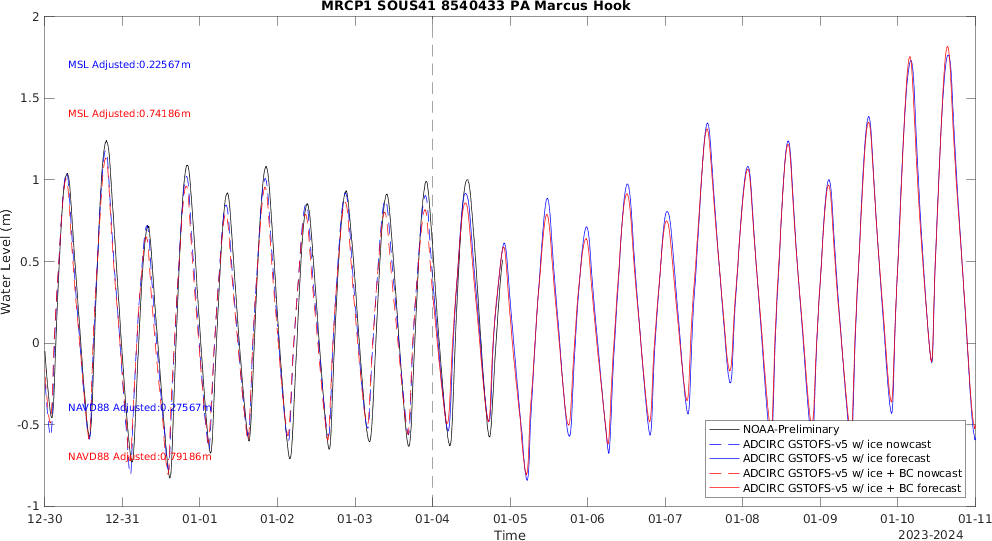 MRCP1 SOUS41 8540433 PA Marcus Hook
2
1.5
1
0.5
0
-0.5
-1
Water Level (m)
MSL Adjusted:0.22567m
MSL Adjusted:0.74186m
NAVD88 Adjusted:0.27567m
NAVD88 Adjusted:0.79186m
NOAA-Preliminary
ADCIRC GSTOFS-v5 w/ ice nowcast
ADCIRC GSTOFS-v5 w/ ice forecast
ADCIRC GSTOFS-v5 w/ ice + BC nowcast
ADCIRC GSTOFS-v5 w/ ice + BC forecast
12-30 12-31 01-01 01-02 01-03 01-04 01-05 01-06 01-07 01-08 01-09 01-10 01-11
Time
2023-2024